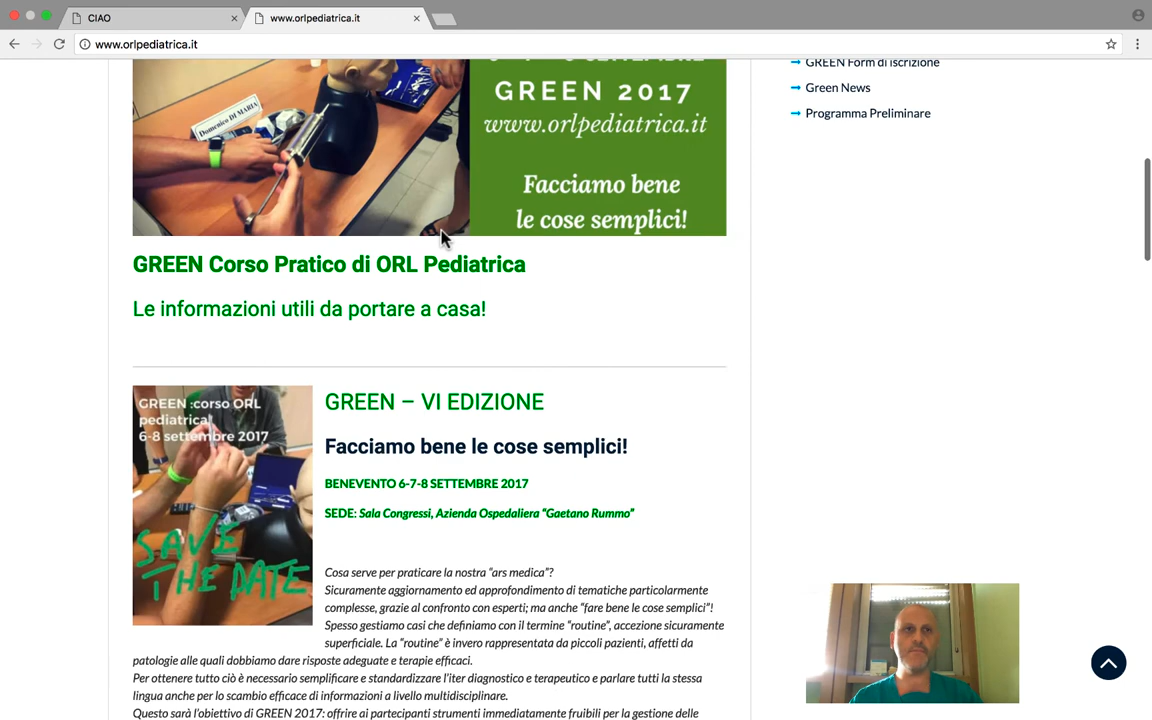 CIAO
www.orlpediatrica.it
www.orlpediatrica.it
GREEN Form di iscrizione
Green News
Programma Preliminare
Domenico DI MARIA
6 - 7 - 8 SETTEMBRE
GREEN 2017
www.orlpediatrica.it
Facciamo bene
le cose semplici!
GREEN Corso Pratico di ORL Pediatrica
Le informazioni utili da portare a casa!
GREEN :corso ORL
pediatrica
6-8 settembre 2017
SAVE
THE DATE
GREEN – VI EDIZIONE
Facciamo bene le cose semplici!
BENEVENTO 6-7-8 SETTEMBRE 2017
SEDE: Sala Congressi, Azienda Ospedaliera “Gaetano Rummo”
Cosa serve per praticare la nostra “ars medica”?
Sicuramente aggiornamento ed approfondimento di tematiche particolarmente
complesse, grazie al confronto con esperti; ma anche “fare bene le cose semplici”!
Spesso gestiamo casi che definiamo con il termine “routine”, accezione sicuramente
superficiale. La “routine” è invero rappresentata da piccoli pazienti, affetti da
patologie alle quali dobbiamo dare risposte adeguate e terapie efficaci.
Per ottenere tutto ciò è necessario semplificare e standardizzare l’iter diagnostico e terapeutico e parlare tutti la stessa
lingua anche per lo scambio efficace di informazioni a livello multidisciplinare.
Questo sarà l’obiettivo di GREEN 2017: offrire ai partecipanti strumenti immediatamente fruibili per la gestione delle